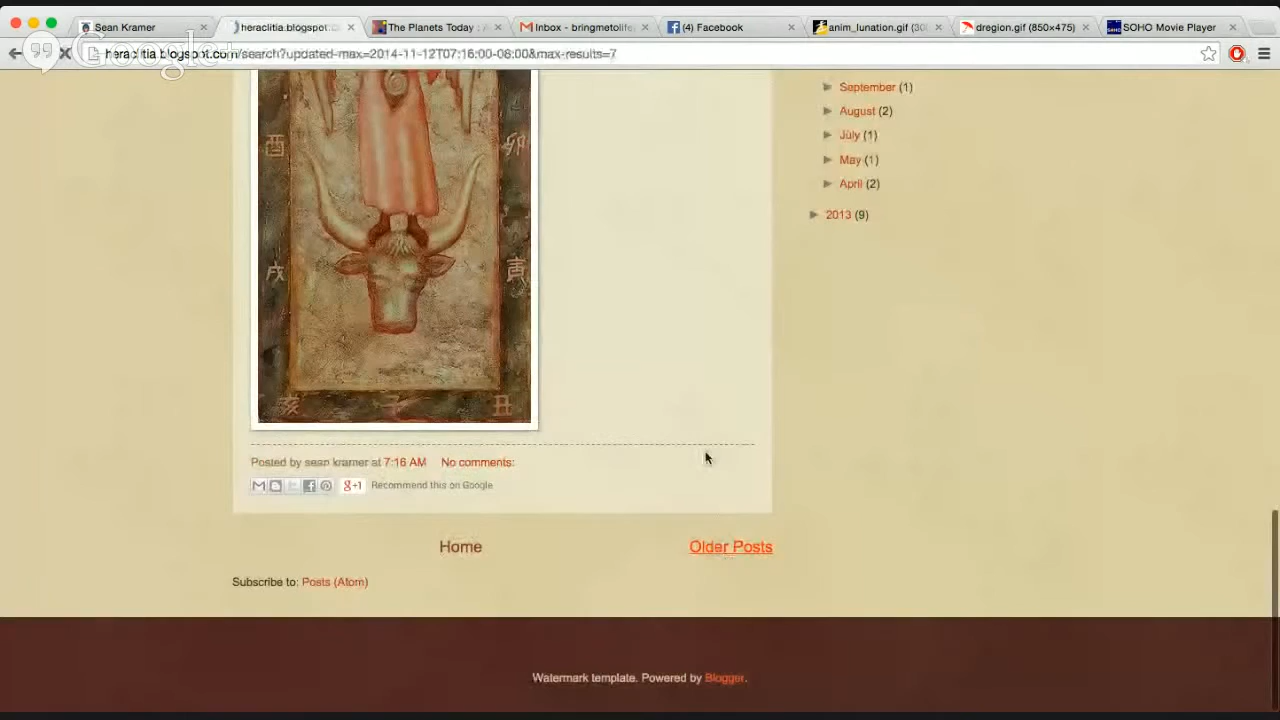 Sean Kramer
heraclitia.blogspot.c
The Planets Today : A
Inbox - bringmetolife
(4) Facebook
anim_lunation.gif (30
dregion.gif (850×475)
SOHO Movie Player
Google+
heraclitia.blogspot.com/search?updated-max=2014-11-12T07:16:00-08:00&max-results=7
September (1)
August (2)
July (1)
May (1)
April (2)
2013 (9)
酉
卯
戌
寅
亥 子 丑
Posted by sean kramer at 7:16 AM No comments:
g+1 Recommend this on Google
Home
Older Posts
Subscribe to: Posts (Atom)
Watermark template. Powered by Blogger.